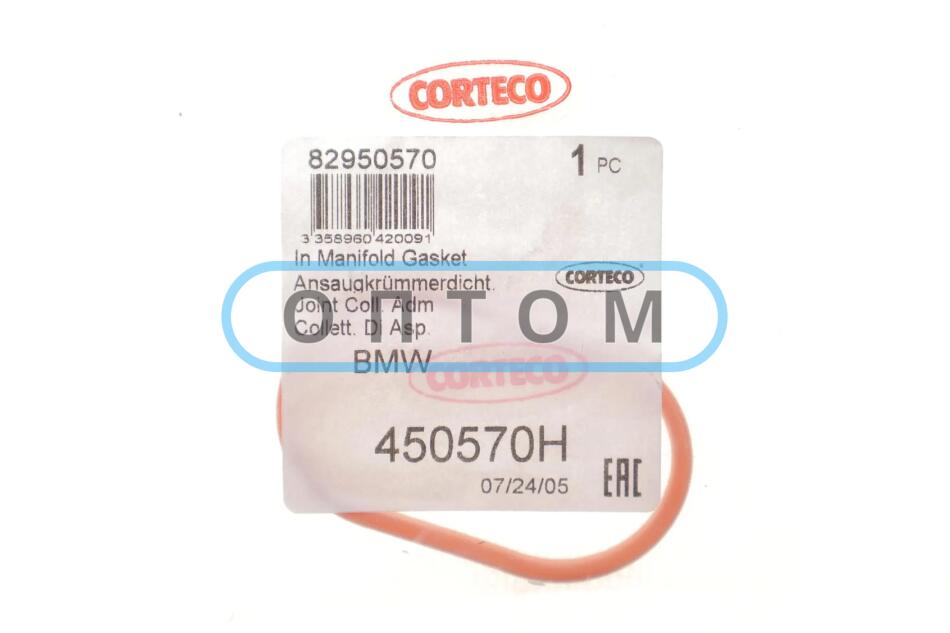 CORTECO
82950570
1 PC
3 358960 420091
In Manifold Gasket
Ansaugkrümmerdicht.
CORTECO
Joint Coll. Adm
ОПТОМ
Collett. Di Asp.
BMW
CORTECO
450570H
07/24/05
EAC